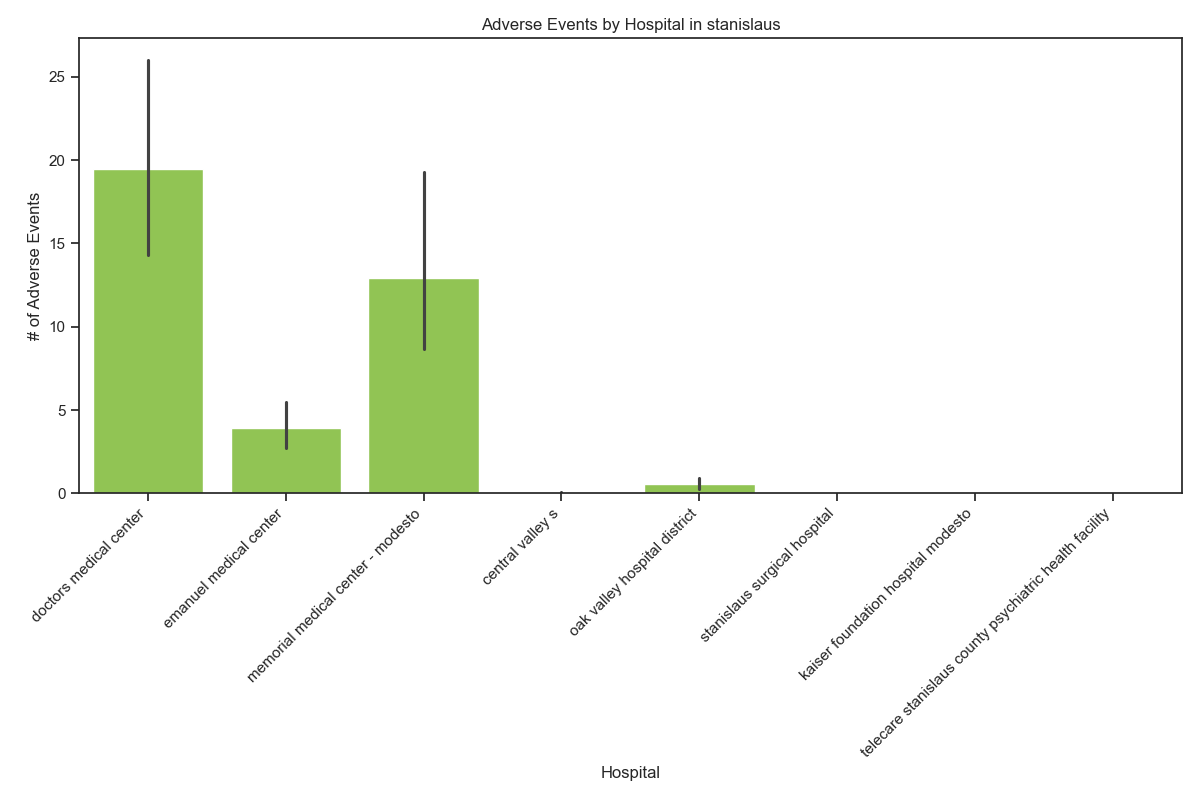 Adverse Events by Hospital in stanislaus
# of Adverse Events
25
20
15
10
5
0
doctors medical center
emanuel medical center
memorial medical center - modesto
central valley s
oak valley hospital district
stanislaus surgical hospital
kaiser foundation hospital modesto
telecare stanislaus county psychiatric health facility
Hospital